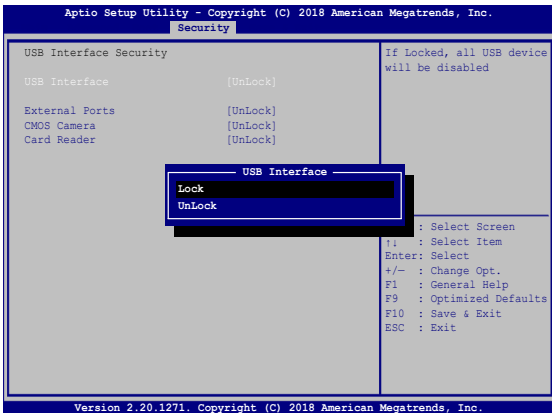 Aptio Setup Utility - Copyright (C) 2018 American Megatrends, Inc.
Security
USB Interface Security
USB Interface [UnLock]
External Ports [UnLock]
CMOS Camera [UnLock]
Card Reader [UnLock]
USB Interface
Lock
UnLock
If Locked, all USB device
will be disabled
: Select Screen
↑↓ : Select Item
Enter: Select
+/— : Change Opt.
F1 : General Help
F9 : Optimized Defaults
F10 : Save & Exit
ESC : Exit
Version 2.20.1271. Copyright (C) 2018 American Megatrends, Inc.